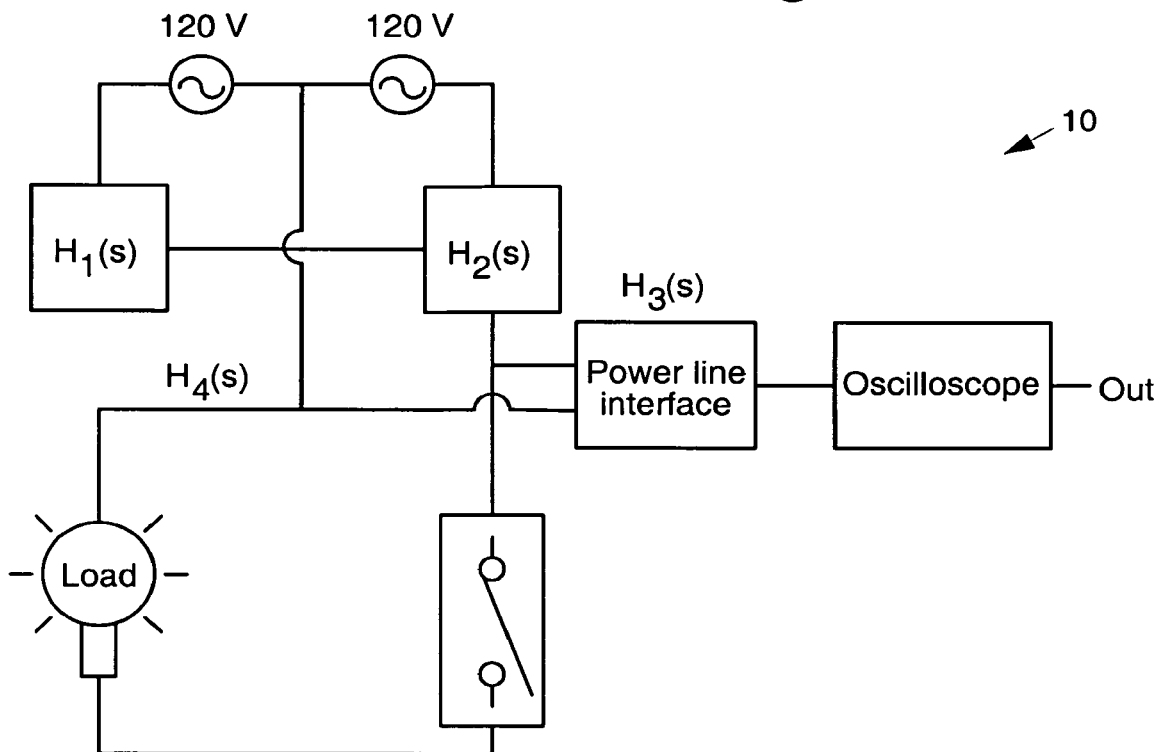 120 V
120 V
10
H1(s)
H2(s)
H3(s)
H4(s)
Power line
interface
Oscilloscope
Out
Load